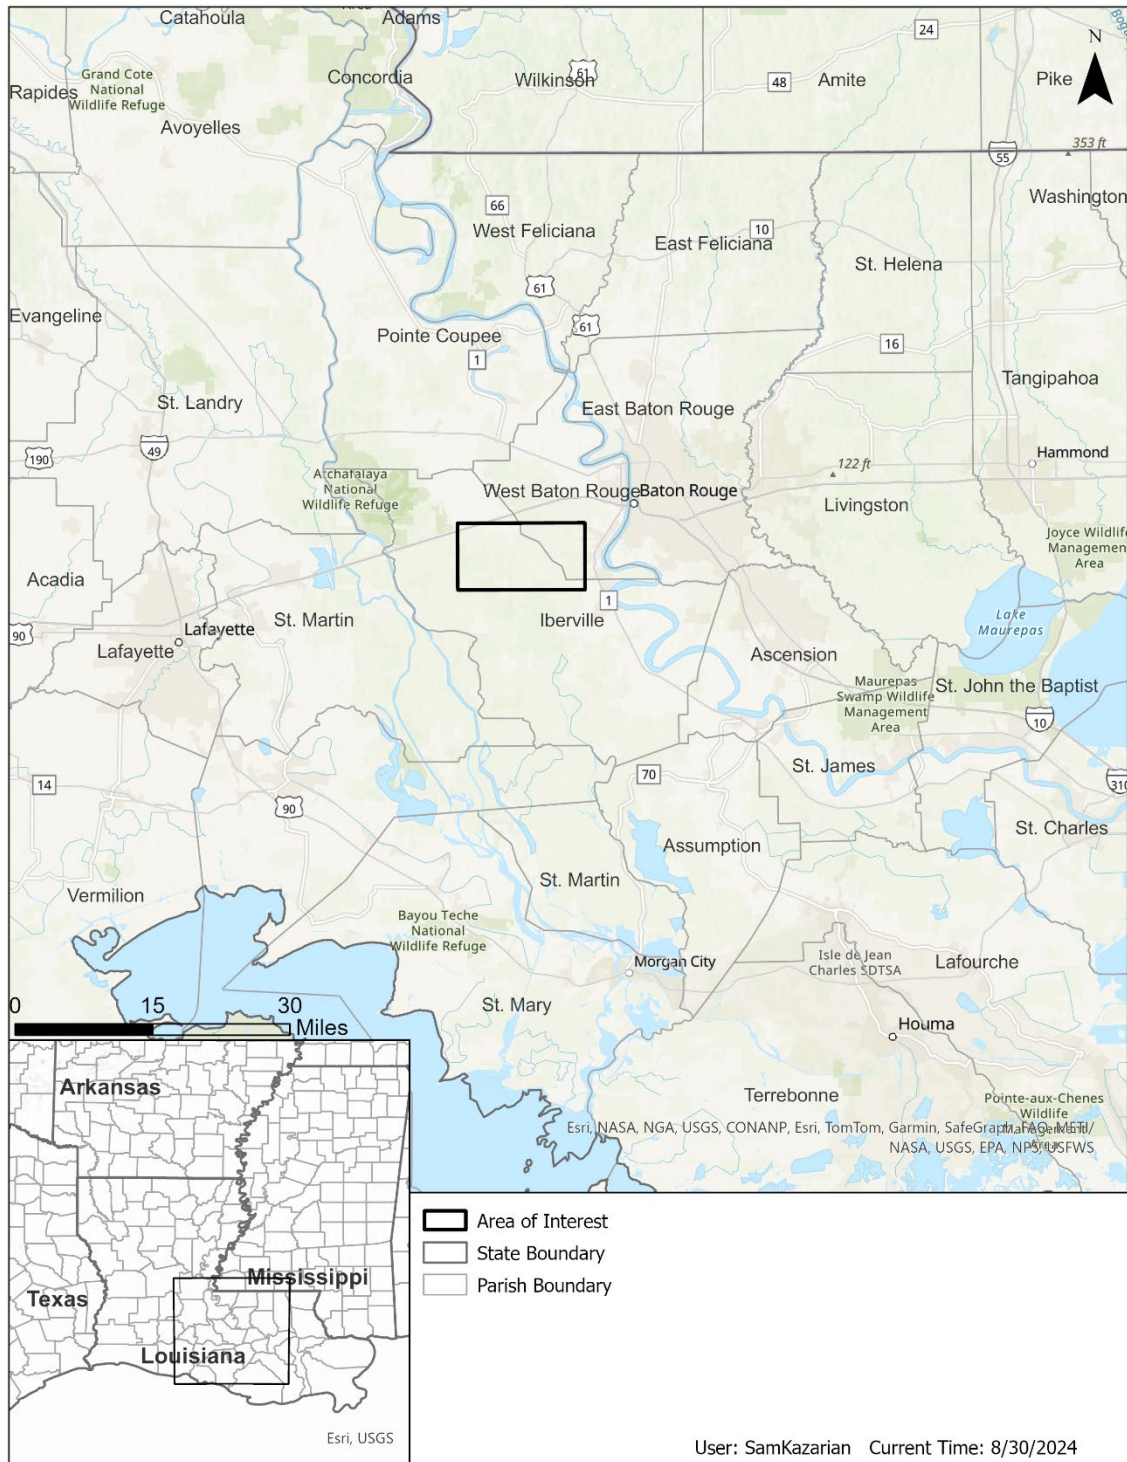 Catahoula
Area
Adams
24
N
Grand Cote
National
Wildlife Refuge
Concordia
Wilkinson
61
48
Amite
Pike
Rapides
Avoyelles
353 ft
55
Washington
66
West Feliciana
10
East Feliciana
St. Helena
61
Evangeline
Pointe Coupee
61
1
16
Tangipahoa
St. Landry
East Baton Rouge
49
190
Hammond
Atchafalaya
National
Wildlife Refuge
122 ft
West Baton Rouge
Baton Rouge
Livingston
Joyce Wildlife
Management
Area
Acadia
1
90
St. Martin
Iberville
Lake
Maurepas
Lafayette
Lafayette
Ascension
Maurepas
Swamp Wildlife
Management
Area
St. John the Baptist
10
St. James
70
14
90
310
St. Charles
Assumption
St. Martin
Vermilion
Bayou Teche
National
Wildlife Refuge
Morgan City
Isle de Jean
Charles SDTSA
Lafourche
0 15 30
Miles
St. Mary
Houma
Terrebonne
Pointe-aux-Chenes
Wildlife
Management
Area
Esri, NASA, NGA, USGS, CONANP, Esri, TomTom, Garmin, SafeGraph, FAO, METI/
NASA, USGS, EPA, NPS, USFWS
Arkansas
Mississippi
Texas
Louisiana
Esri, USGS
Area of Interest
State Boundary
Parish Boundary
User: SamKazarian Current Time: 8/30/2024